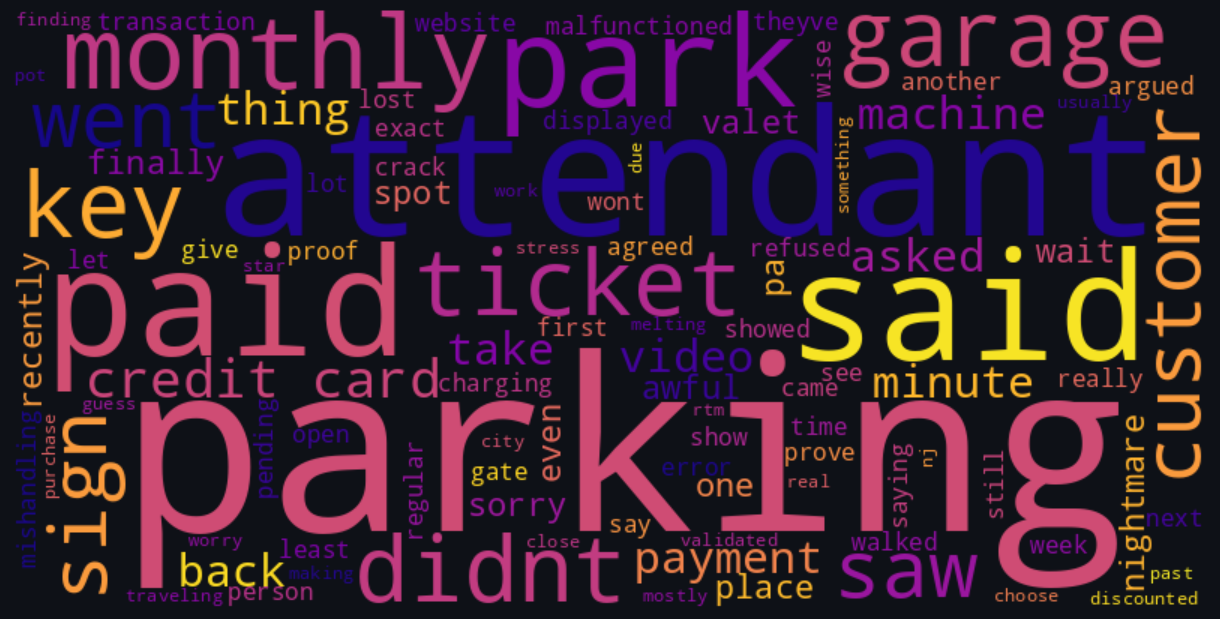 finding transaction website malfunctioned theyve
monthly park garage
pot wise another argued
went thing lost displayed valet machine usually
exact
finally attendant something
crack due
lot spot work wont
key
let give star proof stress agreed refused asked wait
recently paid ticket pa said customer
first melting showed
take video see
credit card charging awful came minute really
guess rtm
sign purchase pending open city even show time
mishandling regular gate error prove saying nj still nightmare
parking one real
sorry say next
worry least close validated walked week
back making didnt payment saw past
traveling person mostly place choose discounted